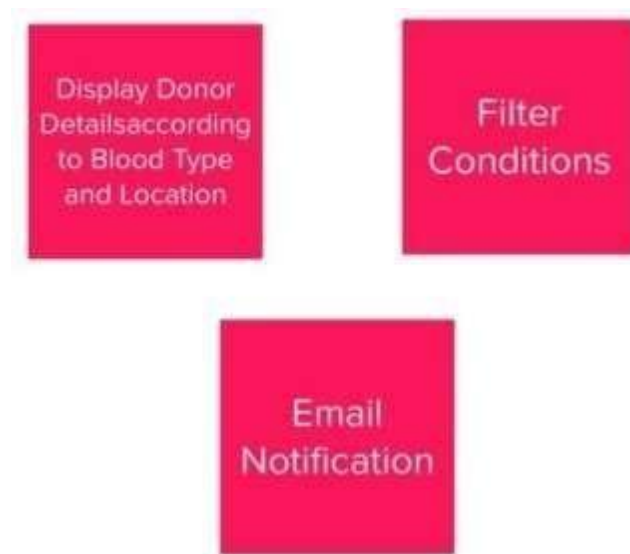 Display Donor
Detailsaccording
to Blood Type
and Location
Filter
Conditions
Email
Notification